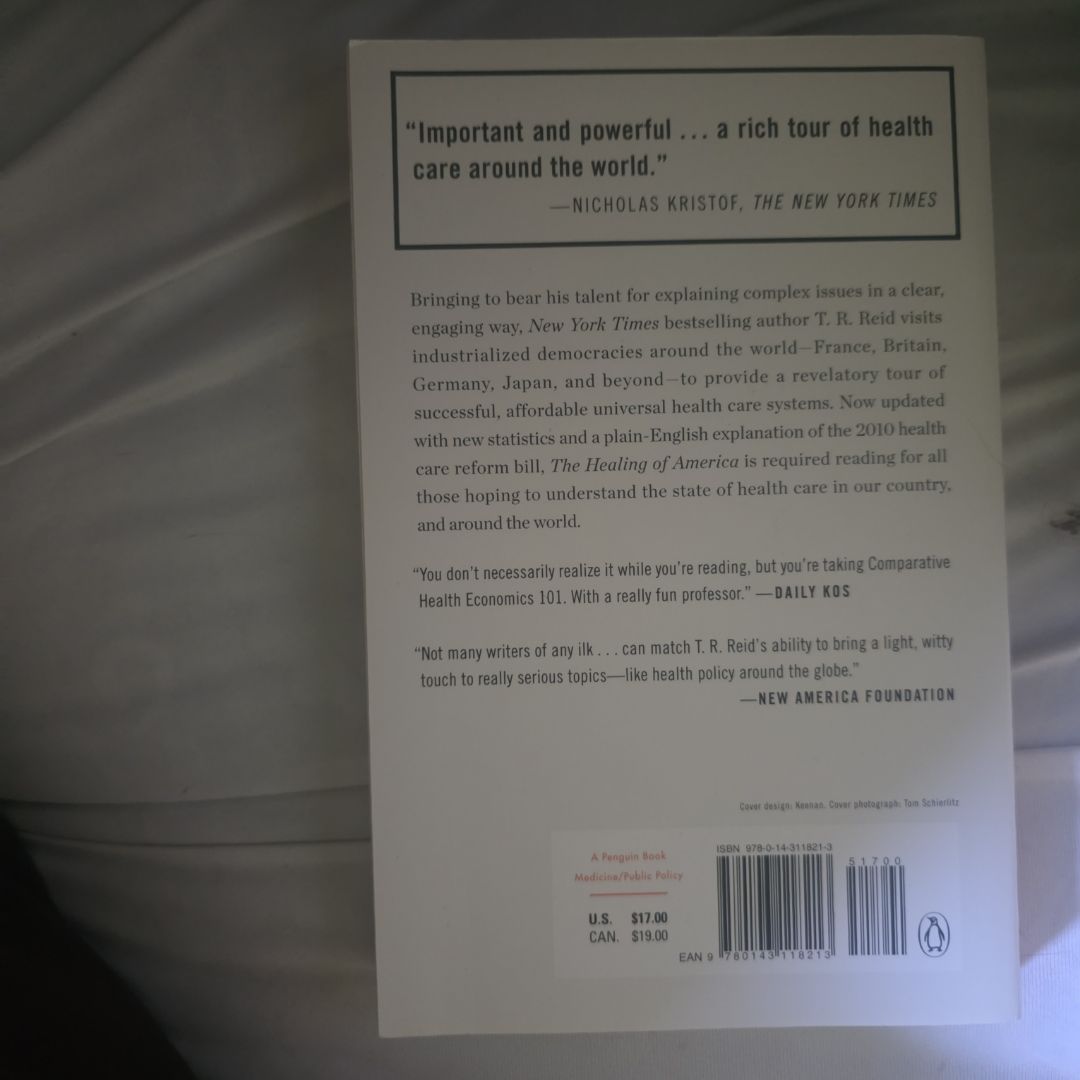 “Important and powerful . . . a rich tour of health
care around the world.”
—NICHOLAS KRISTOF, THE NEW YORK TIMES
Bringing to bear his talent for explaining complex issues in a clear,
engaging way, New York Times bestselling author T. R. Reid visits
industrialized democracies around the world—France, Britain,
Germany, Japan, and beyond—to provide a revelatory tour of
successful, affordable universal health care systems. Now updated
with new statistics and a plain-English explanation of the 2010 health
care reform bill, The Healing of America is required reading for all
those hoping to understand the state of health care in our country,
and around the world.
“You don’t necessarily realize it while you’re reading, but you’re taking Comparative
Health Economics 101. With a really fun professor.” —DAILY KOS
“Not many writers of any ilk . . . can match T. R. Reid’s ability to bring a light, witty
touch to really serious topics—like health policy around the globe.”
—NEW AMERICA FOUNDATION
Cover design: Keenan. Cover photograph: Tom Schierlitz
A Penguin Book
Medicine/Public Policy
U.S. $17.00
CAN. $19.00
ISBN 978-0-14-311821-3
51700
EAN 9 780143 118213